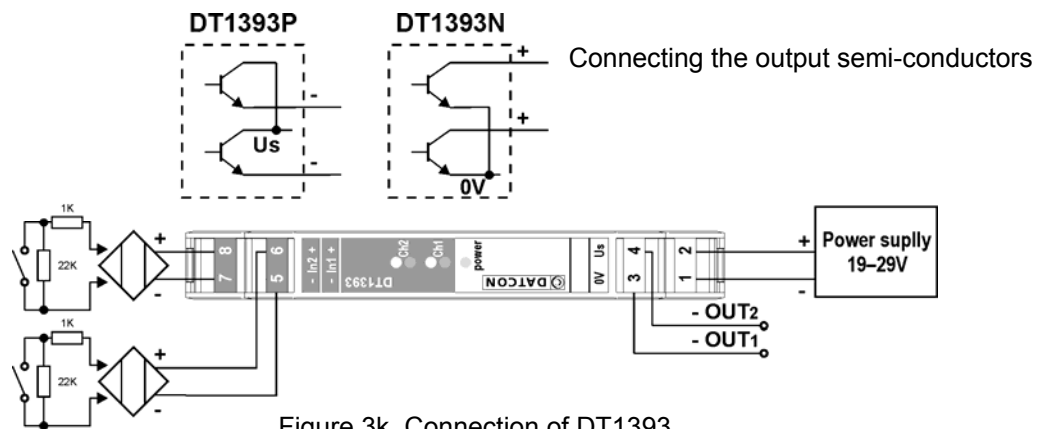 DT1393P
DT1393N
Connecting the output semi-conductors
-
Us
-
+
+
0V
1K
22K
+
-
8
7
6
5
- In2 +
- In1 +
DT1393
Ch2
Ch1
power
DATCON
0V Us
4
3
2
1
+
-
Power suplly
19–29V
- OUT2
- OUT1
1K
22K
+
-
Figure 3k. Connection of DT1393